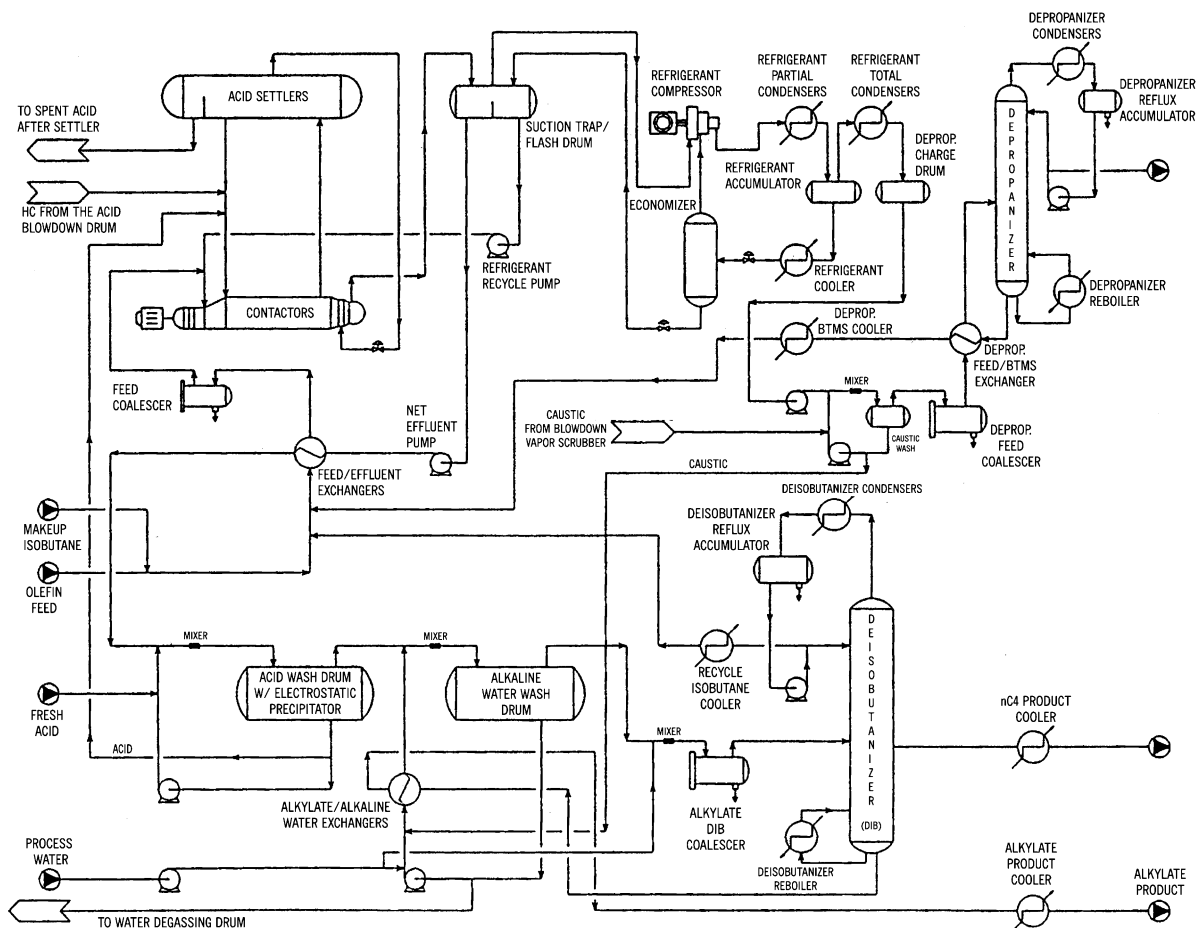 DEPROPANIZER
CONDENSERS
REFRIGERANT
PARTIAL
CONDENSERS
REFRIGERANT
TOTAL
CONDENSERS
REFRIGERANT
COMPRESSOR
DEPROPANIZER
REFLUX
ACCUMULATOR
ACID SETTLERS
TO SPENT ACID
AFTER SETTLER
SUCTION TRAP/
FLASH DRUM
DEPROP.
CHARGE
DRUM
REFRIGERANT
ACCUMULATOR
DEPROPANIZER
HC FROM THE ACID
BLOWDOWN DRUM
ECONOMIZER
REFRIGERANT
RECYCLE PUMP
REFRIGERANT
COOLER
DEPROPANIZER
REBOILER
CONTACTORS
DEPROP.
BTMS COOLER
DEPROP.
FEED/BTMS
EXCHANGER
FEED
COALESCER
MIXER
NET
EFFLUENT
PUMP
CAUSTIC
FROM BLOWDOWN
VAPOR SCRUBBER
CAUSTIC
WASH
DEPROP.
FEED
COALESCER
FEED/EFFLUENT
EXCHANGERS
CAUSTIC
DEISOBUTANIZER CONDENSERS
MAKEUP
ISOBUTANE
DEISOBUTANIZER
REFLUX
ACCUMULATOR
OLEFIN
FEED
MIXER
MIXER
DEISOBUTANIZER
(DIB)
ACID WASH DRUM
W/ ELECTROSTATIC
PRECIPITATOR
ALKALINE
WATER WASH
DRUM
RECYCLE
ISOBUTANE
COOLER
FRESH
ACID
nC4 PRODUCT
COOLER
MIXER
ACID
ALKYLATE/ALKALINE
WATER EXCHANGERS
ALKYLATE
DIB
COALESCER
PROCESS
WATER
DEISOBUTANIZER
REBOILER
ALKYLATE
PRODUCT
COOLER
ALKYLATE
PRODUCT
TO WATER DEGASSING DRUM